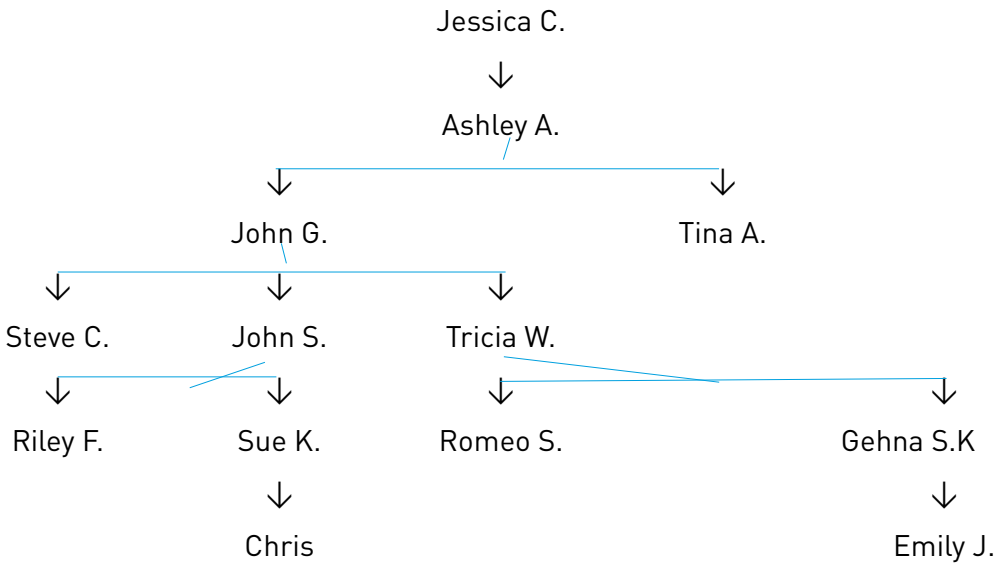 Jessica C.
Ashley A.
John G. Tina A.
Steve C. John S. Tricia W.
Riley F. Sue K. Romeo S. Gehna S.K
Chris Emily J.